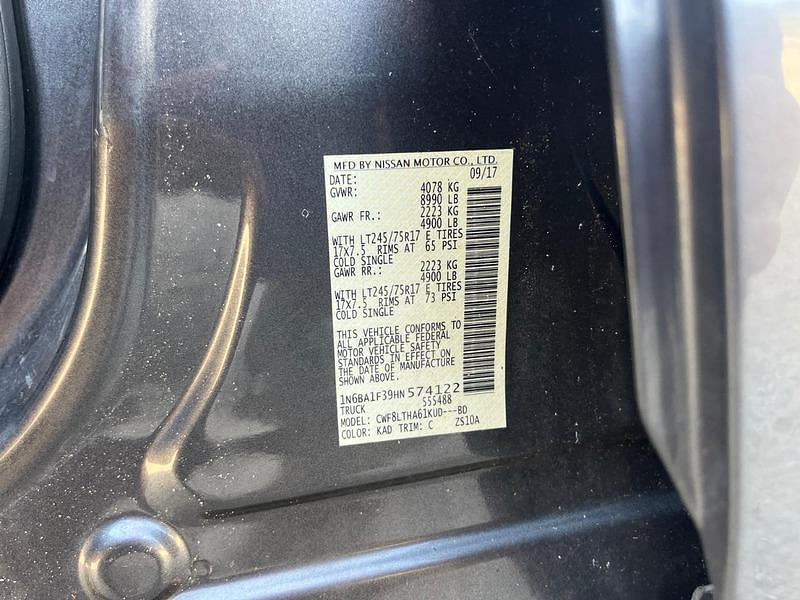 MFD BY NISSAN MOTOR CO., LTD.
DATE: 09/17
GVWR: 4078 KG
8990 LB
GAWR FR.: 2223 KG
4900 LB
WITH LT245/75R17 E TIRES
17X7.5 RIMS AT 65 PSI
COLD SINGLE
GAWR RR.: 2223 KG
4900 LB
WITH LT245/75R17 E TIRES
17X7.5 RIMS AT 73 PSI
COLD SINGLE
THIS VEHICLE CONFORMS TO
ALL APPLICABLE FEDERAL
MOTOR VEHICLE SAFETY
STANDARDS IN EFFECT ON
THE DATE OF MANUFACTURE
SHOWN ABOVE.
1N6BA1F39HN574122
TRUCK 555488
MODEL: CWF8LTHA61KUD---BD
COLOR: KAD TRIM: C ZS10A